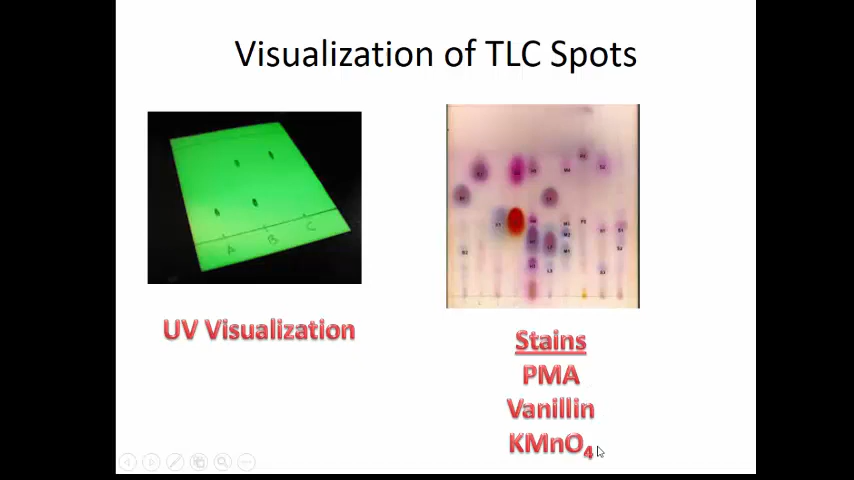 Visualization of TLC Spots
A
B
C
UV Visualization
Stains
PMA
Vanillin
KMnO₄